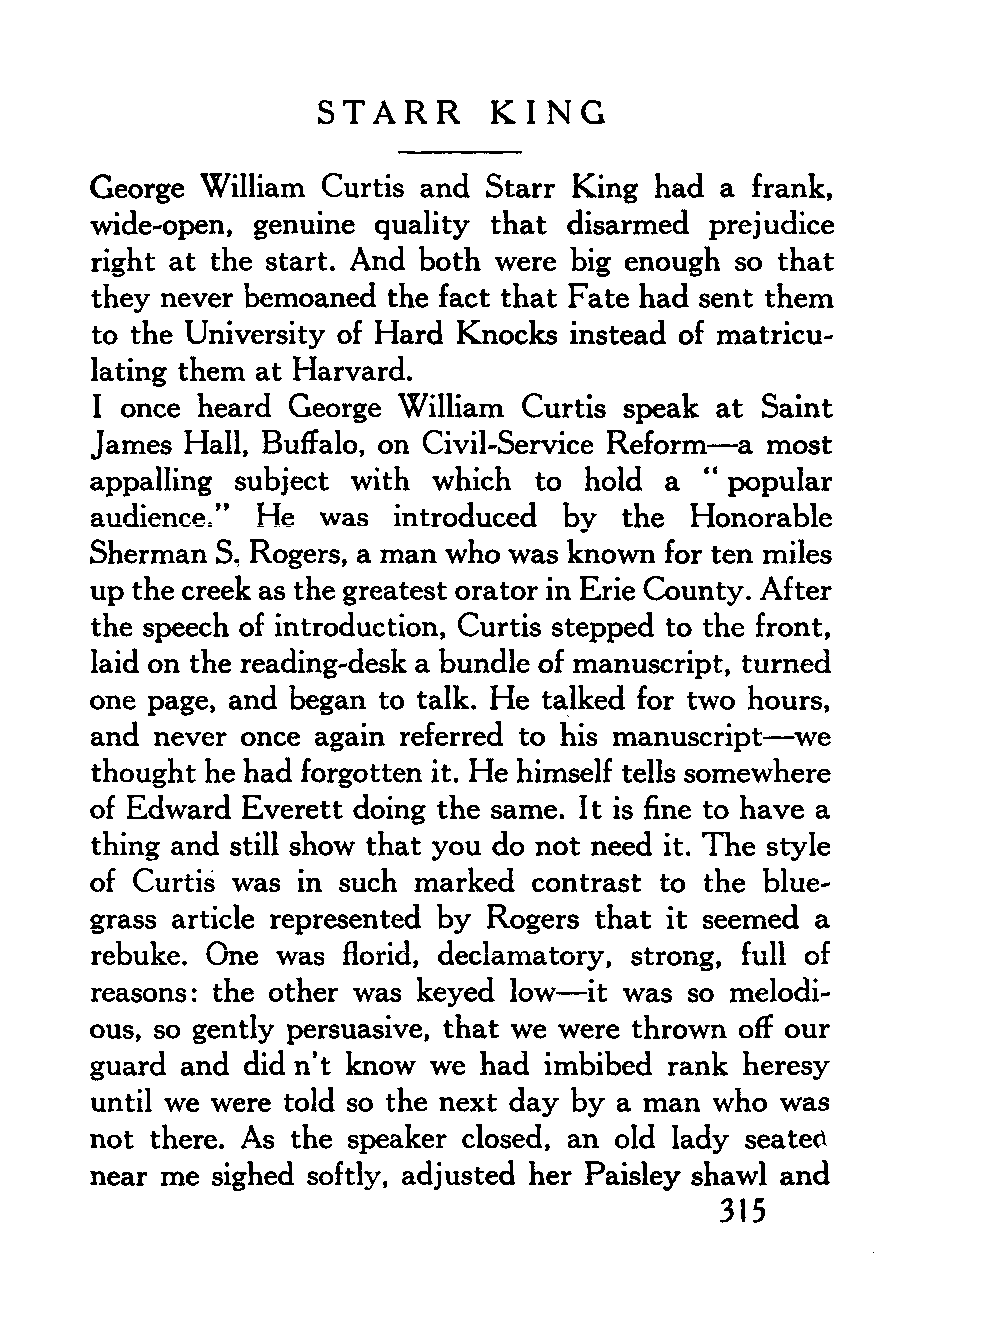 STARR KING
George William Curtis and Starr King had a frank,
wide-open, genuine quality that disarmed prejudice
right at the start. And both were big enough so that
they never bemoaned the fact that Fate had sent them
to the University of Hard Knocks instead of matricu-
lating them at Harvard.
I once heard George William Curtis speak at Saint
James Hall, Buffalo, on Civil-Service Reform—a most
appalling subject with which to hold a “ popular
audience.” He was introduced by the Honorable
Sherman S. Rogers, a man who was known for ten miles
up the creek as the greatest orator in Erie County. After
the speech of introduction, Curtis stepped to the front,
laid on the reading-desk a bundle of manuscript, turned
one page, and began to talk. He talked for two hours,
and never once again referred to his manuscript—we
thought he had forgotten it. He himself tells somewhere
of Edward Everett doing the same. It is fine to have a
thing and still show that you do not need it. The style
of Curtis was in such marked contrast to the blue-
grass article represented by Rogers that it seemed a
rebuke. One was florid, declamatory, strong, full of
reasons: the other was keyed low—it was so melodi-
ous, so gently persuasive, that we were thrown off our
guard and did n't know we had imbibed rank heresy
until we were told so the next day by a man who was
not there. As the speaker closed, an old lady seated
near me sighed softly, adjusted her Paisley shawl and
315